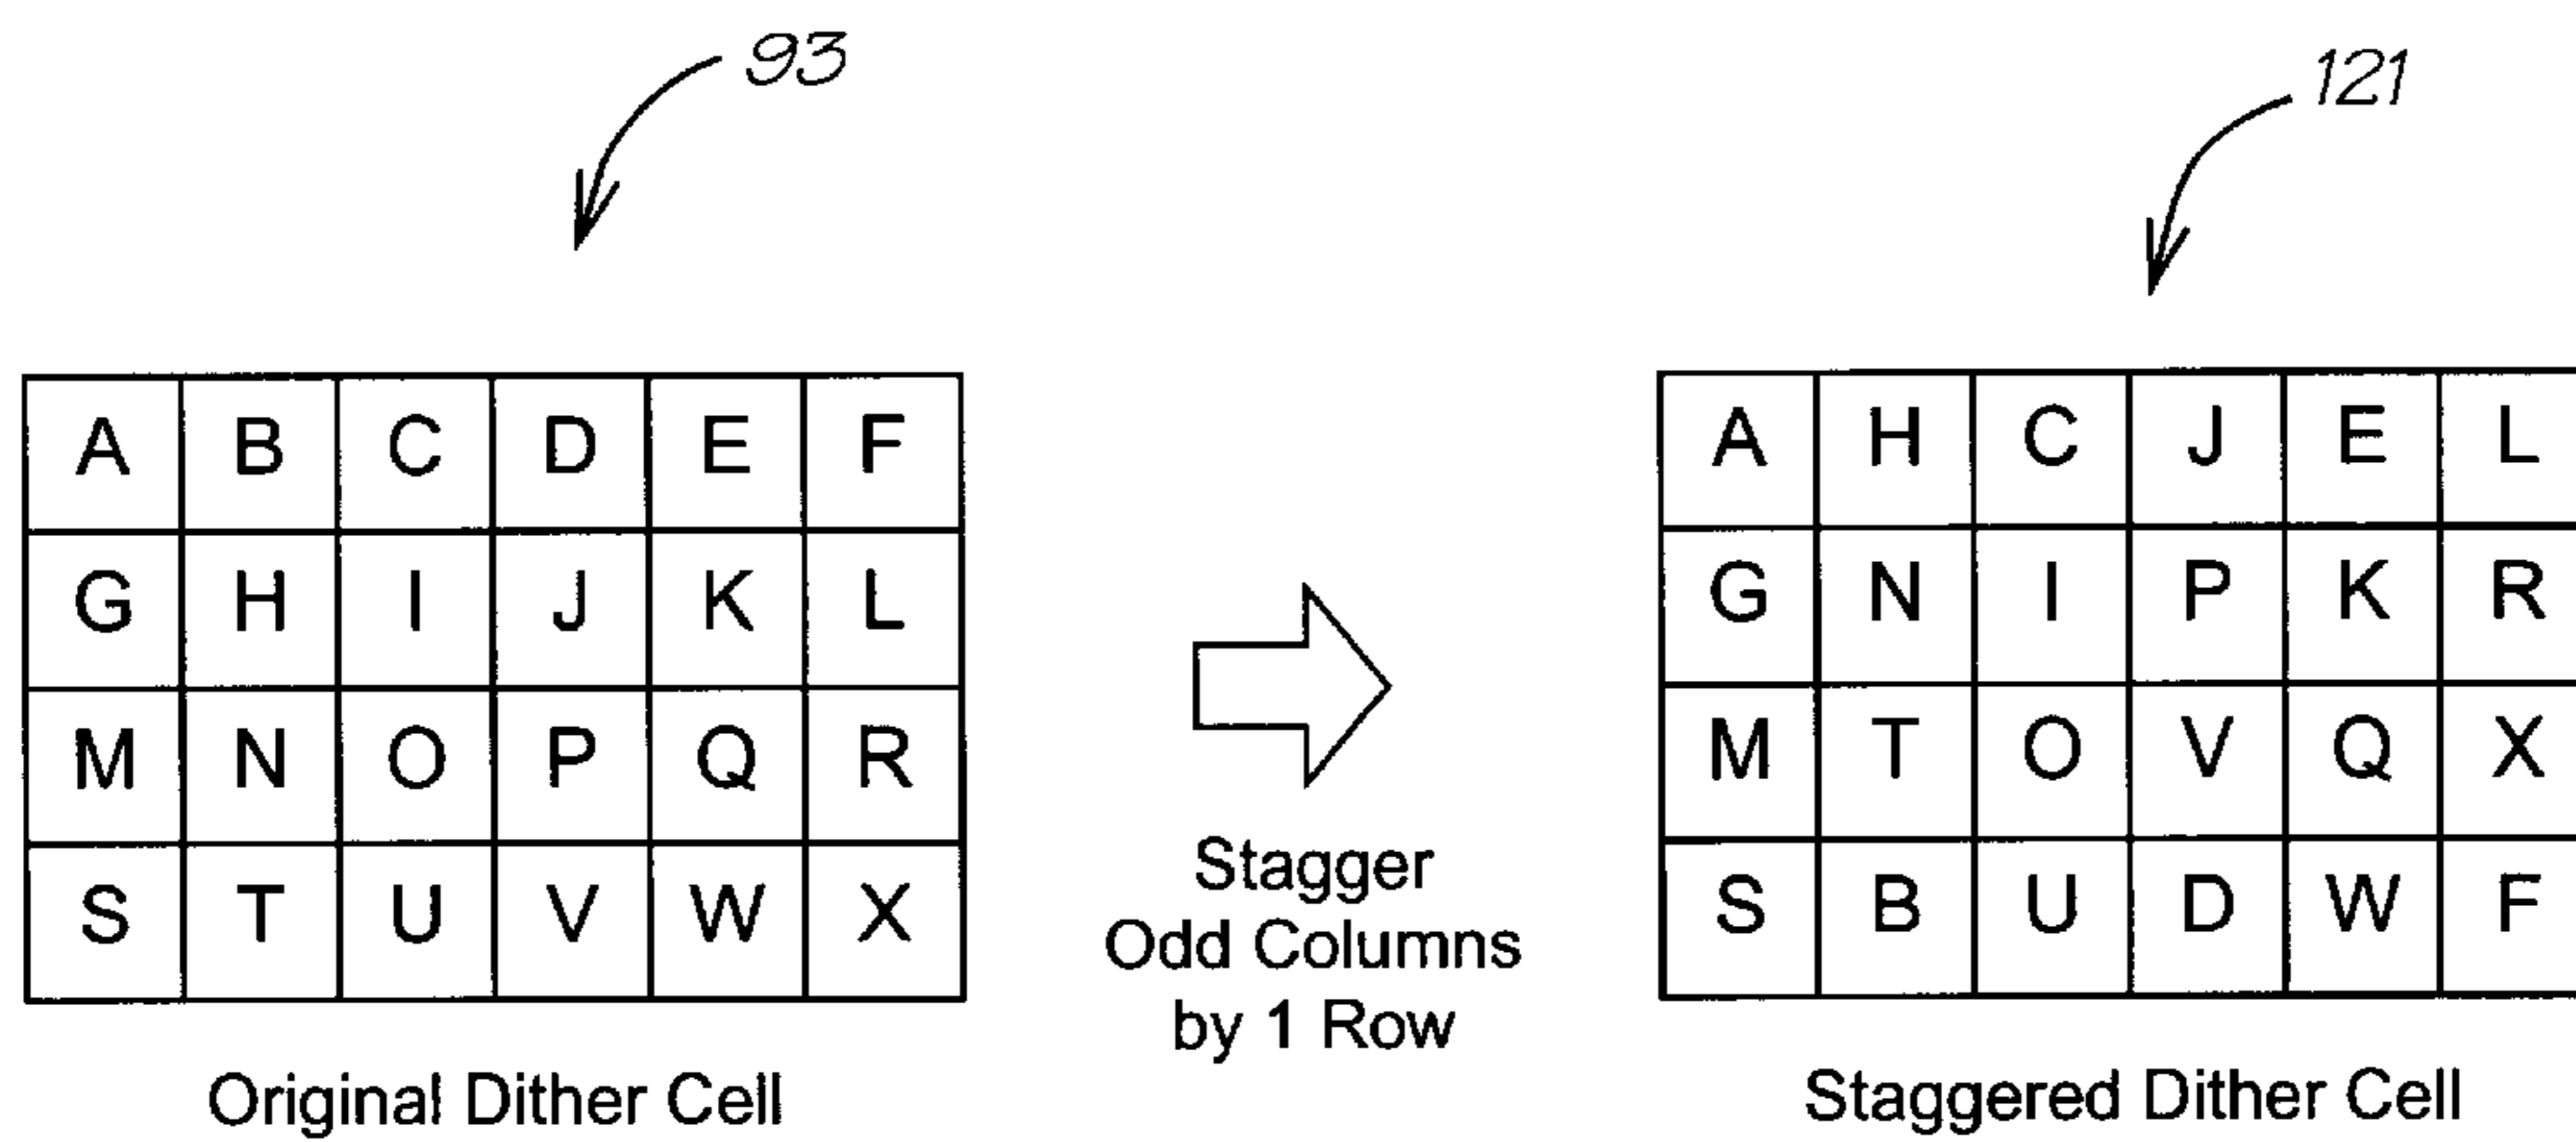 93
121
A B C D E F
G H I J K L
M N O P Q R
S T U V W X
Original Dither Cell
Stagger
Odd Columns
by 1 Row
A H C J E L
G N I P K R
M T O V Q X
S B U D W F
Staggered Dither Cell